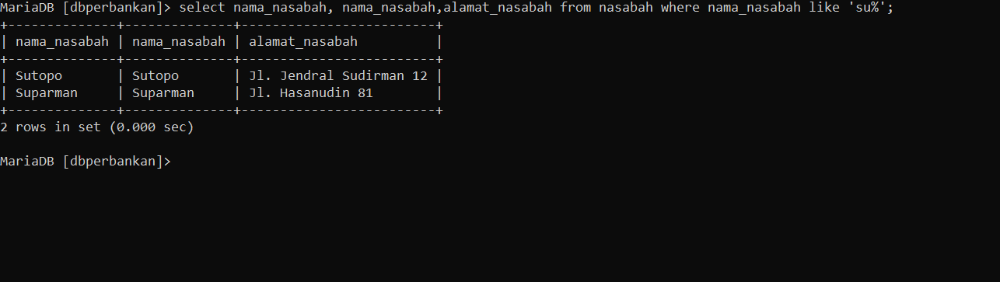 MariaDB [dbperbankan]> select nama_nasabah, nama_nasabah,alamat_nasabah from nasabah where nama_nasabah like 'su%';
+--------------+--------------+-------------------------+
| nama_nasabah | nama_nasabah | alamat_nasabah          |
+--------------+--------------+-------------------------+
| Sutopo       | Sutopo       | Jl. Jendral Sudirman 12 |
| Suparman     | Suparman     | Jl. Hasanudin 81        |
+--------------+--------------+-------------------------+
2 rows in set (0.000 sec)
MariaDB [dbperbankan]>